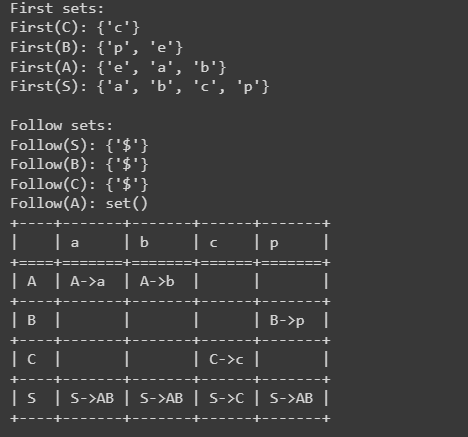 First sets:
First(C): {'c'}
First(B): {'p', 'e'}
First(A): {'e', 'a', 'b'}
First(S): {'a', 'b', 'c', 'p'}

Follow sets:
Follow(S): {'$'}
Follow(B): {'$'}
Follow(C): {'$'}
Follow(A): set()
+----+-------+-------+------+-------+
|    | a     | b     | c    | p     |
+====+=======+=======+======+=======+
| A  | A->a  | A->b  |      |       |
+----+-------+-------+------+-------+
| B  |       |       |      | B->p  |
+----+-------+-------+------+-------+
| C  |       |       | C->c |       |
+----+-------+-------+------+-------+
| S  | S->AB | S->AB | S->C | S->AB |
+----+-------+-------+------+-------+